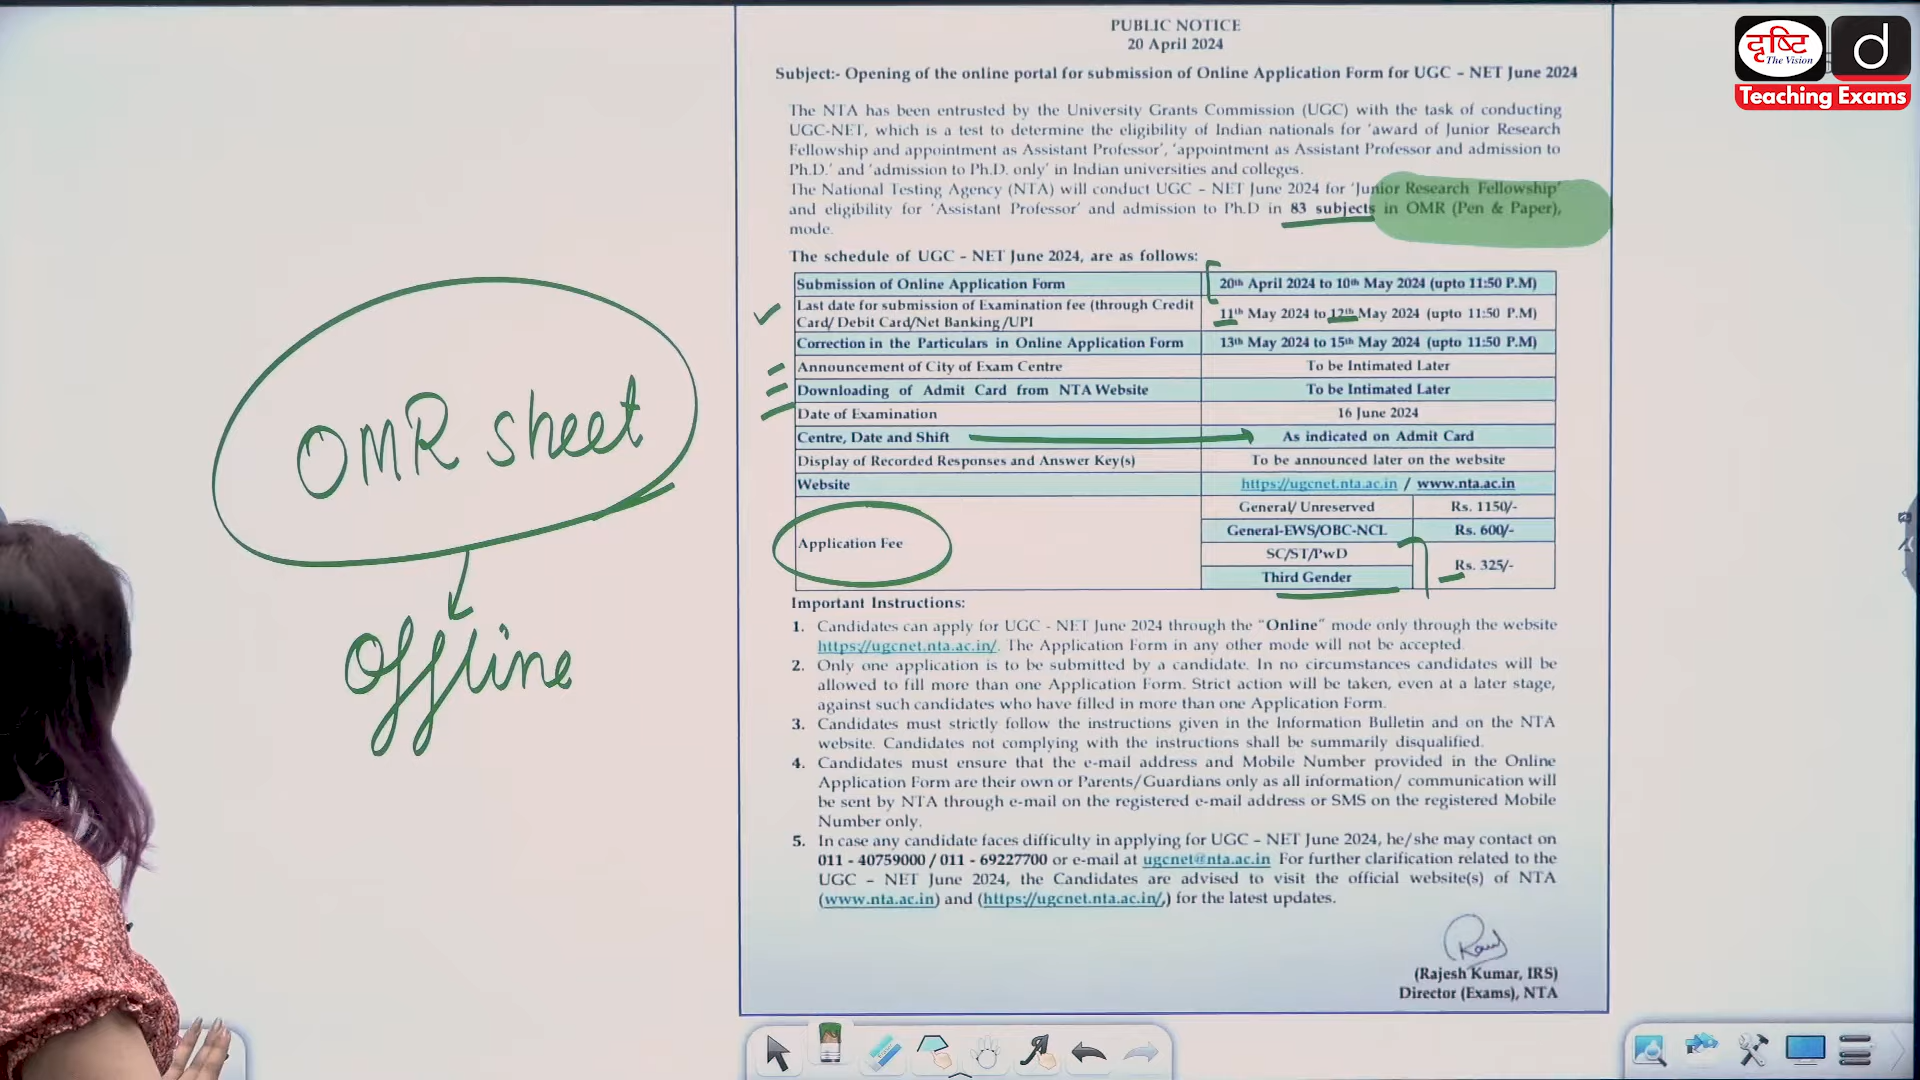 दृष्टि
The Vision
d
Teaching Exams
PUBLIC NOTICE
20 April 2024
Subject:- Opening of the online portal for submission of Online Application Form for UGC – NET June 2024
The NTA has been entrusted by the University Grants Commission (UGC) with the task of conducting
UGC-NET, which is a test to determine the eligibility of Indian nationals for 'award of Junior Research
Fellowship and appointment as Assistant Professor', 'appointment as Assistant Professor and admission to
Ph.D.' and 'admission to Ph.D. only' in Indian universities and colleges.
The National Testing Agency (NTA) will conduct UGC – NET June 2024 for 'Junior Research Fellowship'
and eligibility for 'Assistant Professor' and admission to Ph.D in 83 subjects in OMR (Pen & Paper),
mode.
The schedule of UGC – NET June 2024, are as follows:
Submission of Online Application Form 20th April 2024 to 10th May 2024 (upto 11:50 P.M)
Last date for submission of Examination fee (through Credit
Card/ Debit Card/Net Banking /UPI 11th May 2024 to 12th May 2024 (upto 11:50 P.M)
Correction in the Particulars in Online Application Form 13th May 2024 to 15th May 2024 (upto 11:50 P.M)
Announcement of City of Exam Centre To be Intimated Later
Downloading of Admit Card from NTA Website To be Intimated Later
Date of Examination 16 June 2024
Centre, Date and Shift As indicated on Admit Card
Display of Recorded Responses and Answer Key(s) To be announced later on the website
Website https://ugcnet.nta.ac.in / www.nta.ac.in
Application Fee
General/ Unreserved Rs. 1150/-
General-EWS/OBC-NCL Rs. 600/-
SC/ST/PwD
Third Gender Rs. 325/-
Important Instructions:
1. Candidates can apply for UGC - NET June 2024 through the "Online" mode only through the website
https://ugcnet.nta.ac.in/. The Application Form in any other mode will not be accepted.
2. Only one application is to be submitted by a candidate. In no circumstances candidates will be
allowed to fill more than one Application Form. Strict action will be taken, even at a later stage,
against such candidates who have filled in more than one Application Form.
3. Candidates must strictly follow the instructions given in the Information Bulletin and on the NTA
website. Candidates not complying with the instructions shall be summarily disqualified.
4. Candidates must ensure that the e-mail address and Mobile Number provided in the Online
Application Form are their own or Parents/Guardians only as all information/ communication will
be sent by NTA through e-mail on the registered e-mail address or SMS on the registered Mobile
Number only.
5. In case any candidate faces difficulty in applying for UGC – NET June 2024, he/she may contact on
011 - 40759000 / 011 - 69227700 or e-mail at ugcnet@nta.ac.in For further clarification related to the
UGC – NET June 2024, the Candidates are advised to visit the official website(s) of NTA
(www.nta.ac.in) and (https://ugcnet.nta.ac.in/,) for the latest updates.
(Rajesh Kumar, IRS)
Director (Exams), NTA
OMR sheet
Offline